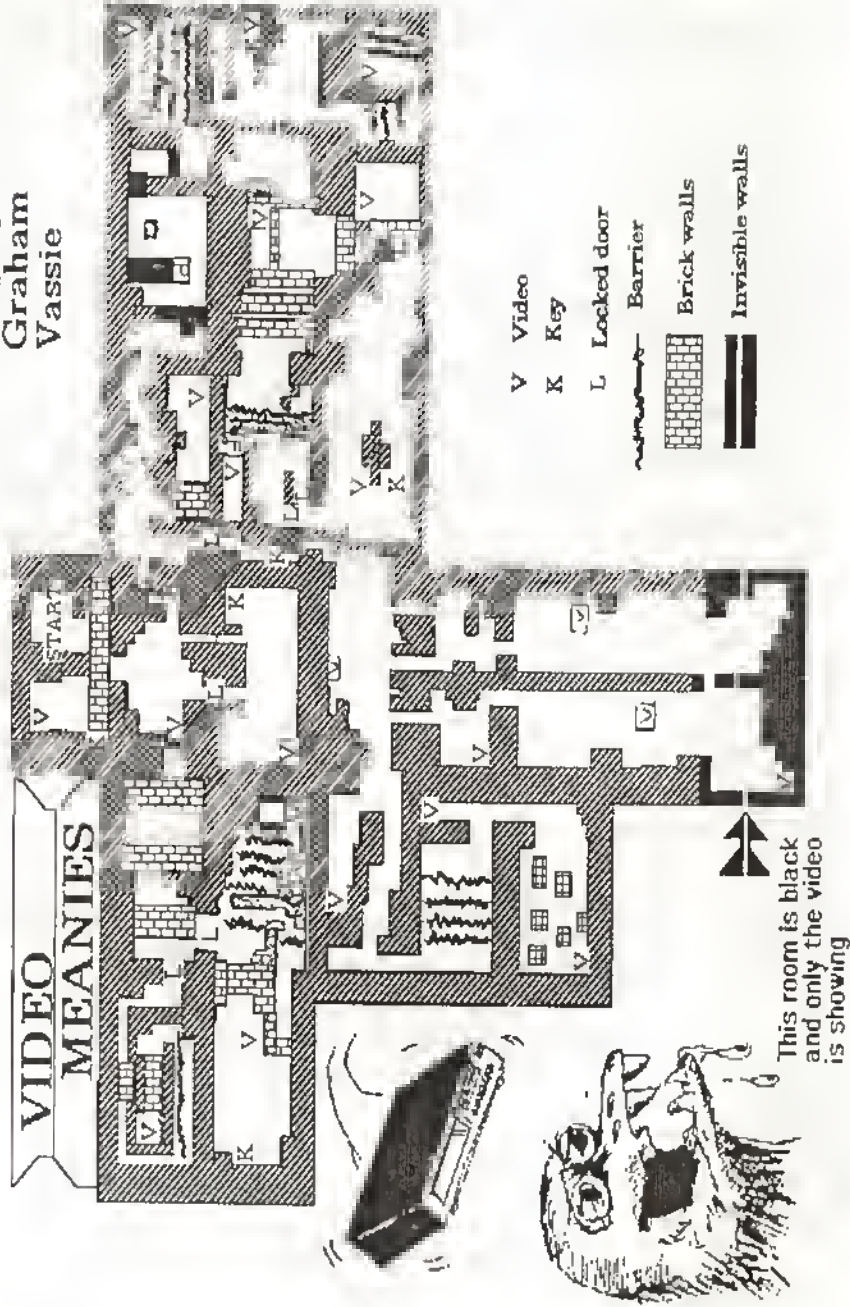 VIDEO
MEANIES
Graham
Vassie
START
V Video
K Key
L Locked door
Barrier
Brick walls
Invisible walls
This room is black
and only the video
is showing